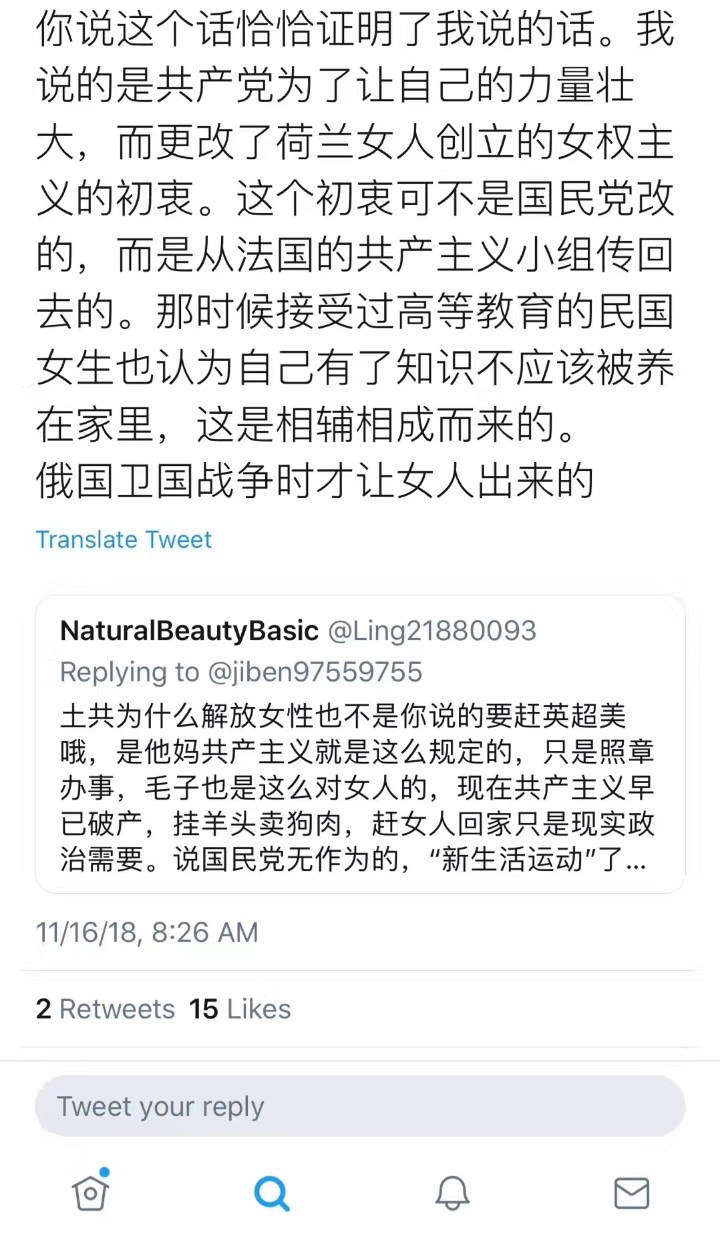 你说这个话恰恰证明了我说的话。我
说的是共产党为了让自己的力量壮
大，而更改了荷兰女人创立的女权主
义的初衷。这个初衷可不是国民党改
的，而是从法国的共产主义小组传回
去的。那时候接受过高等教育的民国
女生也认为自己有了知识不应该被养
在家里，这是相辅相成而来的。
俄国卫国战争时才让女人出来的
Translate Tweet
NaturalBeautyBasic @Ling21880093
Replying to @jiben97559755
土共为什么解放女性也不是你说的要赶英超美
哦，是他妈共产主义就是这么规定的，只是照章
办事，毛子也是这么对女人的，现在共产主义早
已破产，挂羊头卖狗肉，赶女人回家只是现实政
治需要。说国民党无作为的，“新生活运动”了...
11/16/18, 8:26 AM
2 Retweets 15 Likes
Tweet your reply